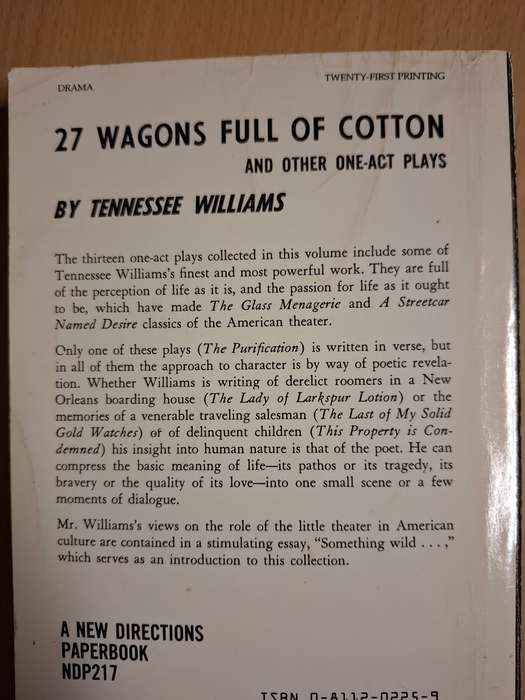 DRAMA
TWENTY-FIRST PRINTING
27 WAGONS FULL OF COTTON
AND OTHER ONE-ACT PLAYS
BY TENNESSEE WILLIAMS
The thirteen one-act plays collected in this volume include some of
Tennessee Williams's finest and most powerful work. They are full
of the perception of life as it is, and the passion for life as it ought
to be, which have made The Glass Menagerie and A Streetcar
Named Desire classics of the American theater.
Only one of these plays (The Purification) is written in verse, but
in all of them the approach to character is by way of poetic revela-
tion. Whether Williams is writing of derelict roomers in a New
Orleans boarding house (The Lady of Larkspur Lotion) or the
memories of a venerable traveling salesman (The Last of My Solid
Gold Watches) or of delinquent children (This Property is Con-
demned) his insight into human nature is that of the poet. He can
compress the basic meaning of life—its pathos or its tragedy, its
bravery or the quality of its love—into one small scene or a few
moments of dialogue.
Mr. Williams's views on the role of the little theater in American
culture are contained in a stimulating essay, "Something wild . . . ,"
which serves as an introduction to this collection.
A NEW DIRECTIONS
PAPERBOOK
NDP217
ISBN 0-8112-0225-9